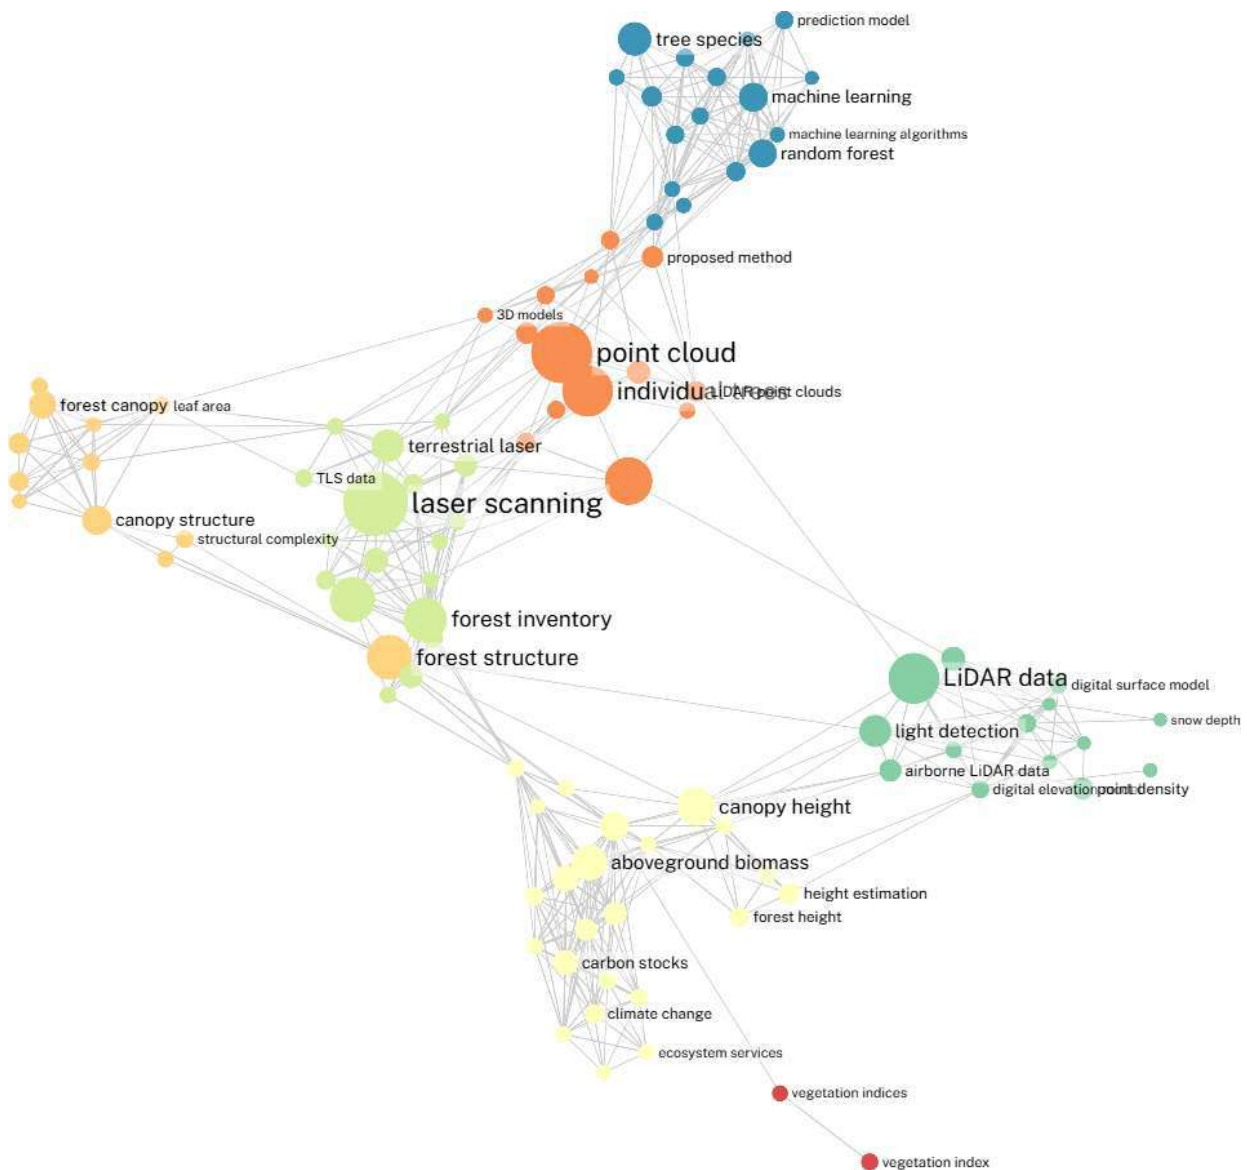 prediction model
tree species
machine learning
machine learning algorithms
random forest
proposed method
3D models
point cloud
individual trees
LiDAR point clouds
forest canopy
leaf area
terrestrial laser
TLS data
laser scanning
canopy structure
structural complexity
forest inventory
forest structure
LiDAR data
digital surface model
snow depth
light detection
airborne LiDAR data
digital elevation model
point density
canopy height
aboveground biomass
height estimation
forest height
carbon stocks
climate change
ecosystem services
vegetation indices
vegetation index